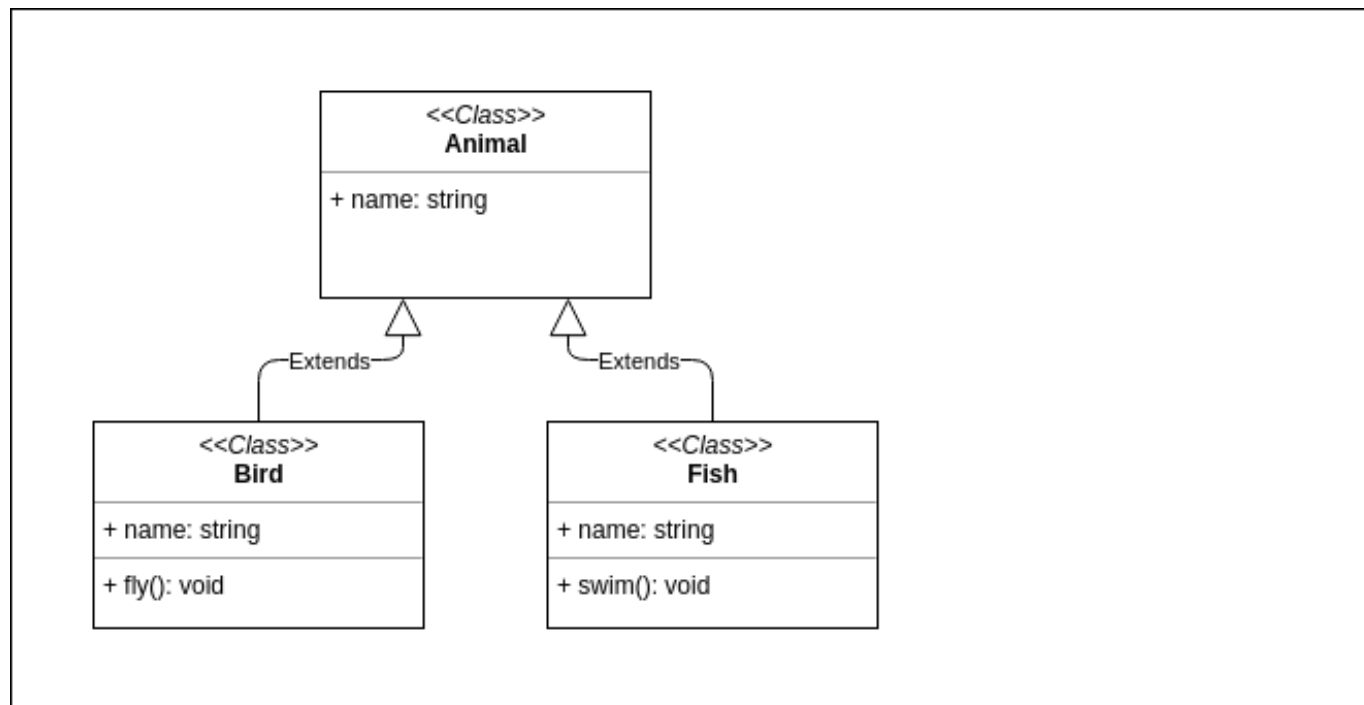 <<Class>>
Animal
+ name: string
Extends
Extends
<<Class>>
Bird
+ name: string
+ fly(): void
<<Class>>
Fish
+ name: string
+ swim(): void